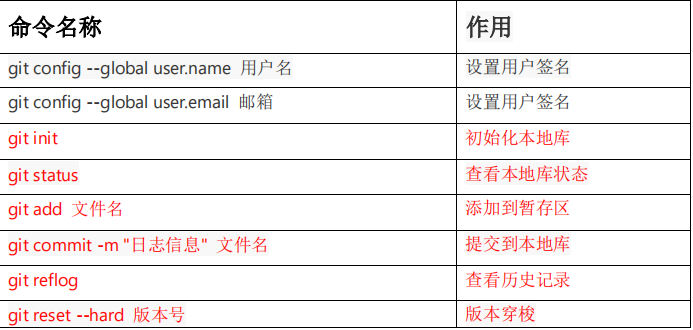 命令名称 作用
git config --global user.name 用户名 设置用户签名
git config --global user.email 邮箱 设置用户签名
git init 初始化本地库
git status 查看本地库状态
git add 文件名 添加到暂存区
git commit -m "日志信息" 文件名 提交到本地库
git reflog 查看历史记录
git reset --hard 版本号 版本穿梭